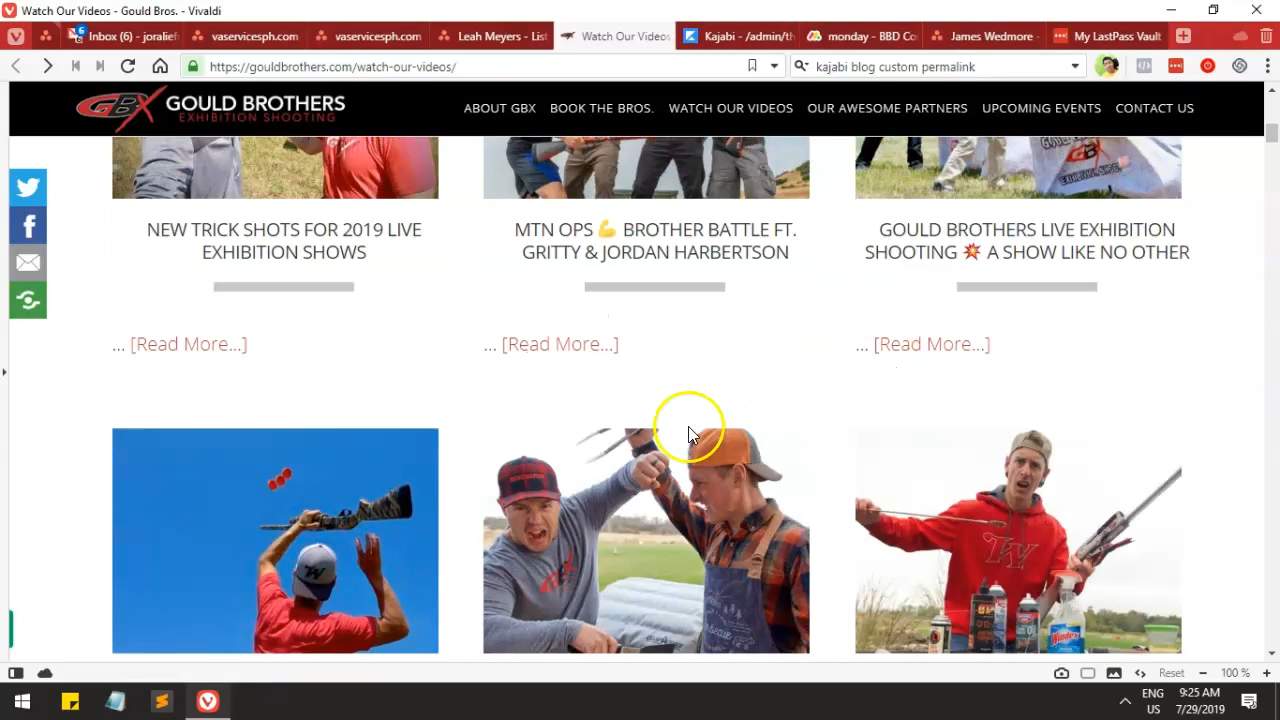 Watch Our Videos - Gould Bros. - Vivaldi
6 Inbox (6) - joralief
vaservicesph.com
vaservicesph.com
Leah Meyers - List
Watch Our Videos
Kajabi - /admin/th
monday - BBD Co
James Wedmore -
My LastPass Vault
https://gouldbrothers.com/watch-our-videos/
kajabi blog custom permalink
GBX GOULD BROTHERS
EXHIBITION SHOOTING
ABOUT GBX BOOK THE BROS. WATCH OUR VIDEOS OUR AWESOME PARTNERS UPCOMING EVENTS CONTACT US
NEW TRICK SHOTS FOR 2019 LIVE
EXHIBITION SHOWS
... [Read More...]
MTN OPS 💪 BROTHER BATTLE FT.
GRITTY & JORDAN HARBERTSON
... [Read More...]
GOULD BROTHERS LIVE EXHIBITION
SHOOTING 💥 A SHOW LIKE NO OTHER
... [Read More...]
Reset
100 %
ENG
US
9:25 AM
7/29/2019